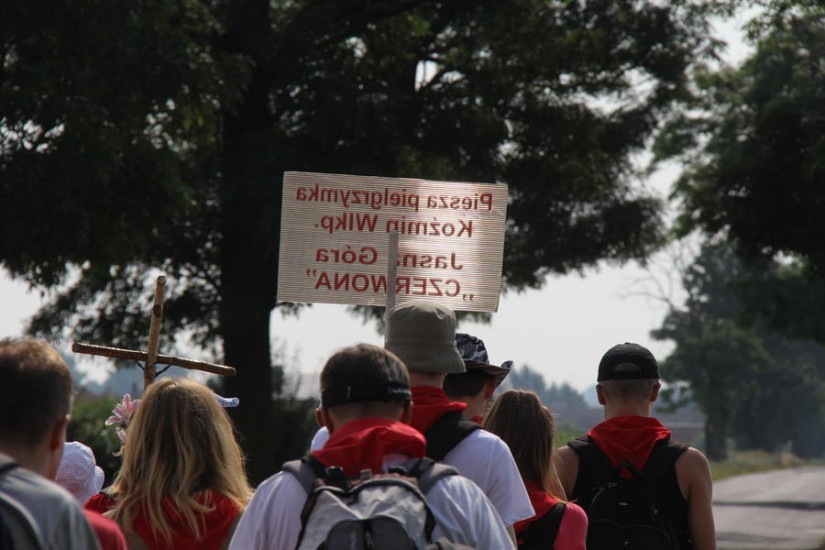 Piesza pielgrzymka
Koźmin Wlkp.
Jasna Góra
„CZERWONA”